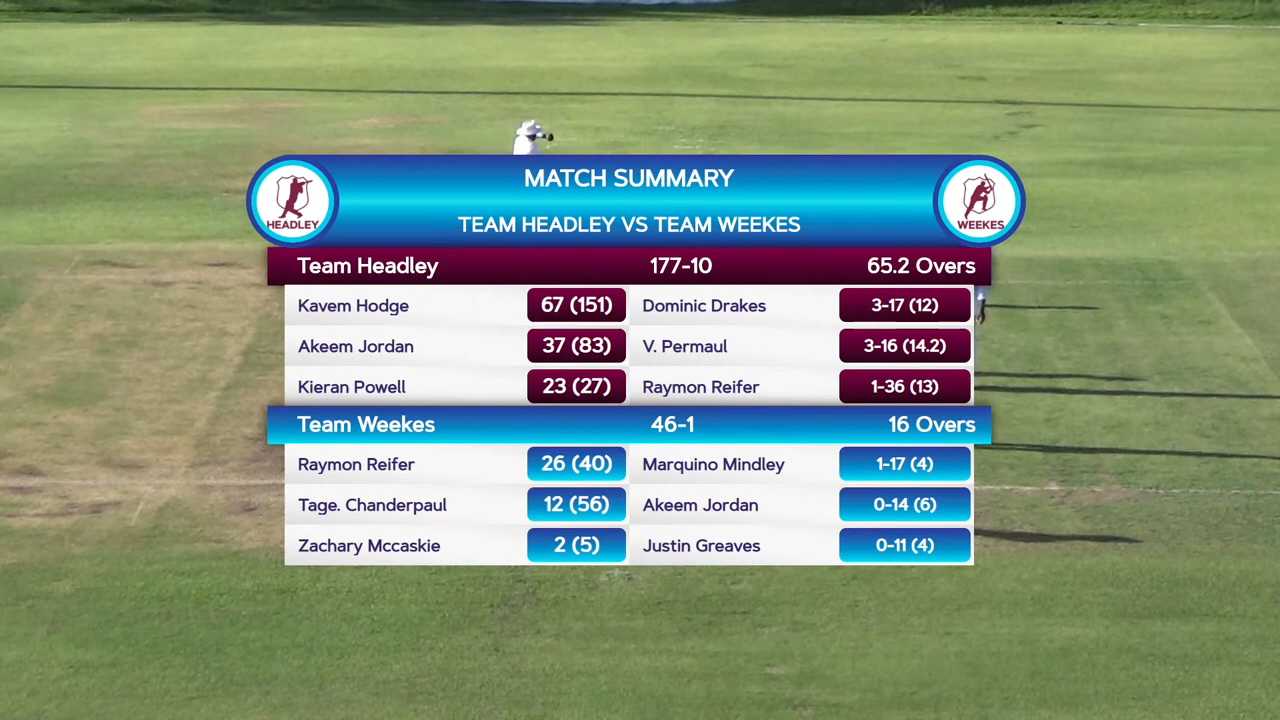 MATCH SUMMARY
TEAM HEADLEY VS TEAM WEEKES
HEADLEY
WEEKES
Team Headley 177-10 65.2 Overs
Kavem Hodge 67 (151) Dominic Drakes 3-17 (12)
Akeem Jordan 37 (83) V. Permaul 3-16 (14.2)
Kieran Powell 23 (27) Raymon Reifer 1-36 (13)
Team Weekes 46-1 16 Overs
Raymon Reifer 26 (40) Marquino Mindley 1-17 (4)
Tage. Chanderpaul 12 (56) Akeem Jordan 0-14 (6)
Zachary Mccaskie 2 (5) Justin Greaves 0-11 (4)